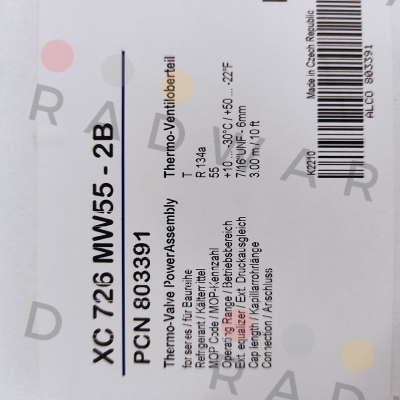 XC 726 MW55 - 2B
PCN 803391
Thermo-Valve PowerAssembly Thermo-Ventiloberteil
for series / für Baureihe T
Refrigerant / Kältemittel R 134a
MOP Code / MOP-Kennzahl 55
Operating Range / Betriebsbereich +10 ... -30°C / +50 ... -22°F
Ext. equalizer / Ext. Druckausgleich 7/16"UNF - 6mm
Cap length / Kapillarrohrlänge 3.00 m / 10 ft
Connection / Anschluss
K2210
Made in Czech Republic
ALCO 803391
RADWAR
D